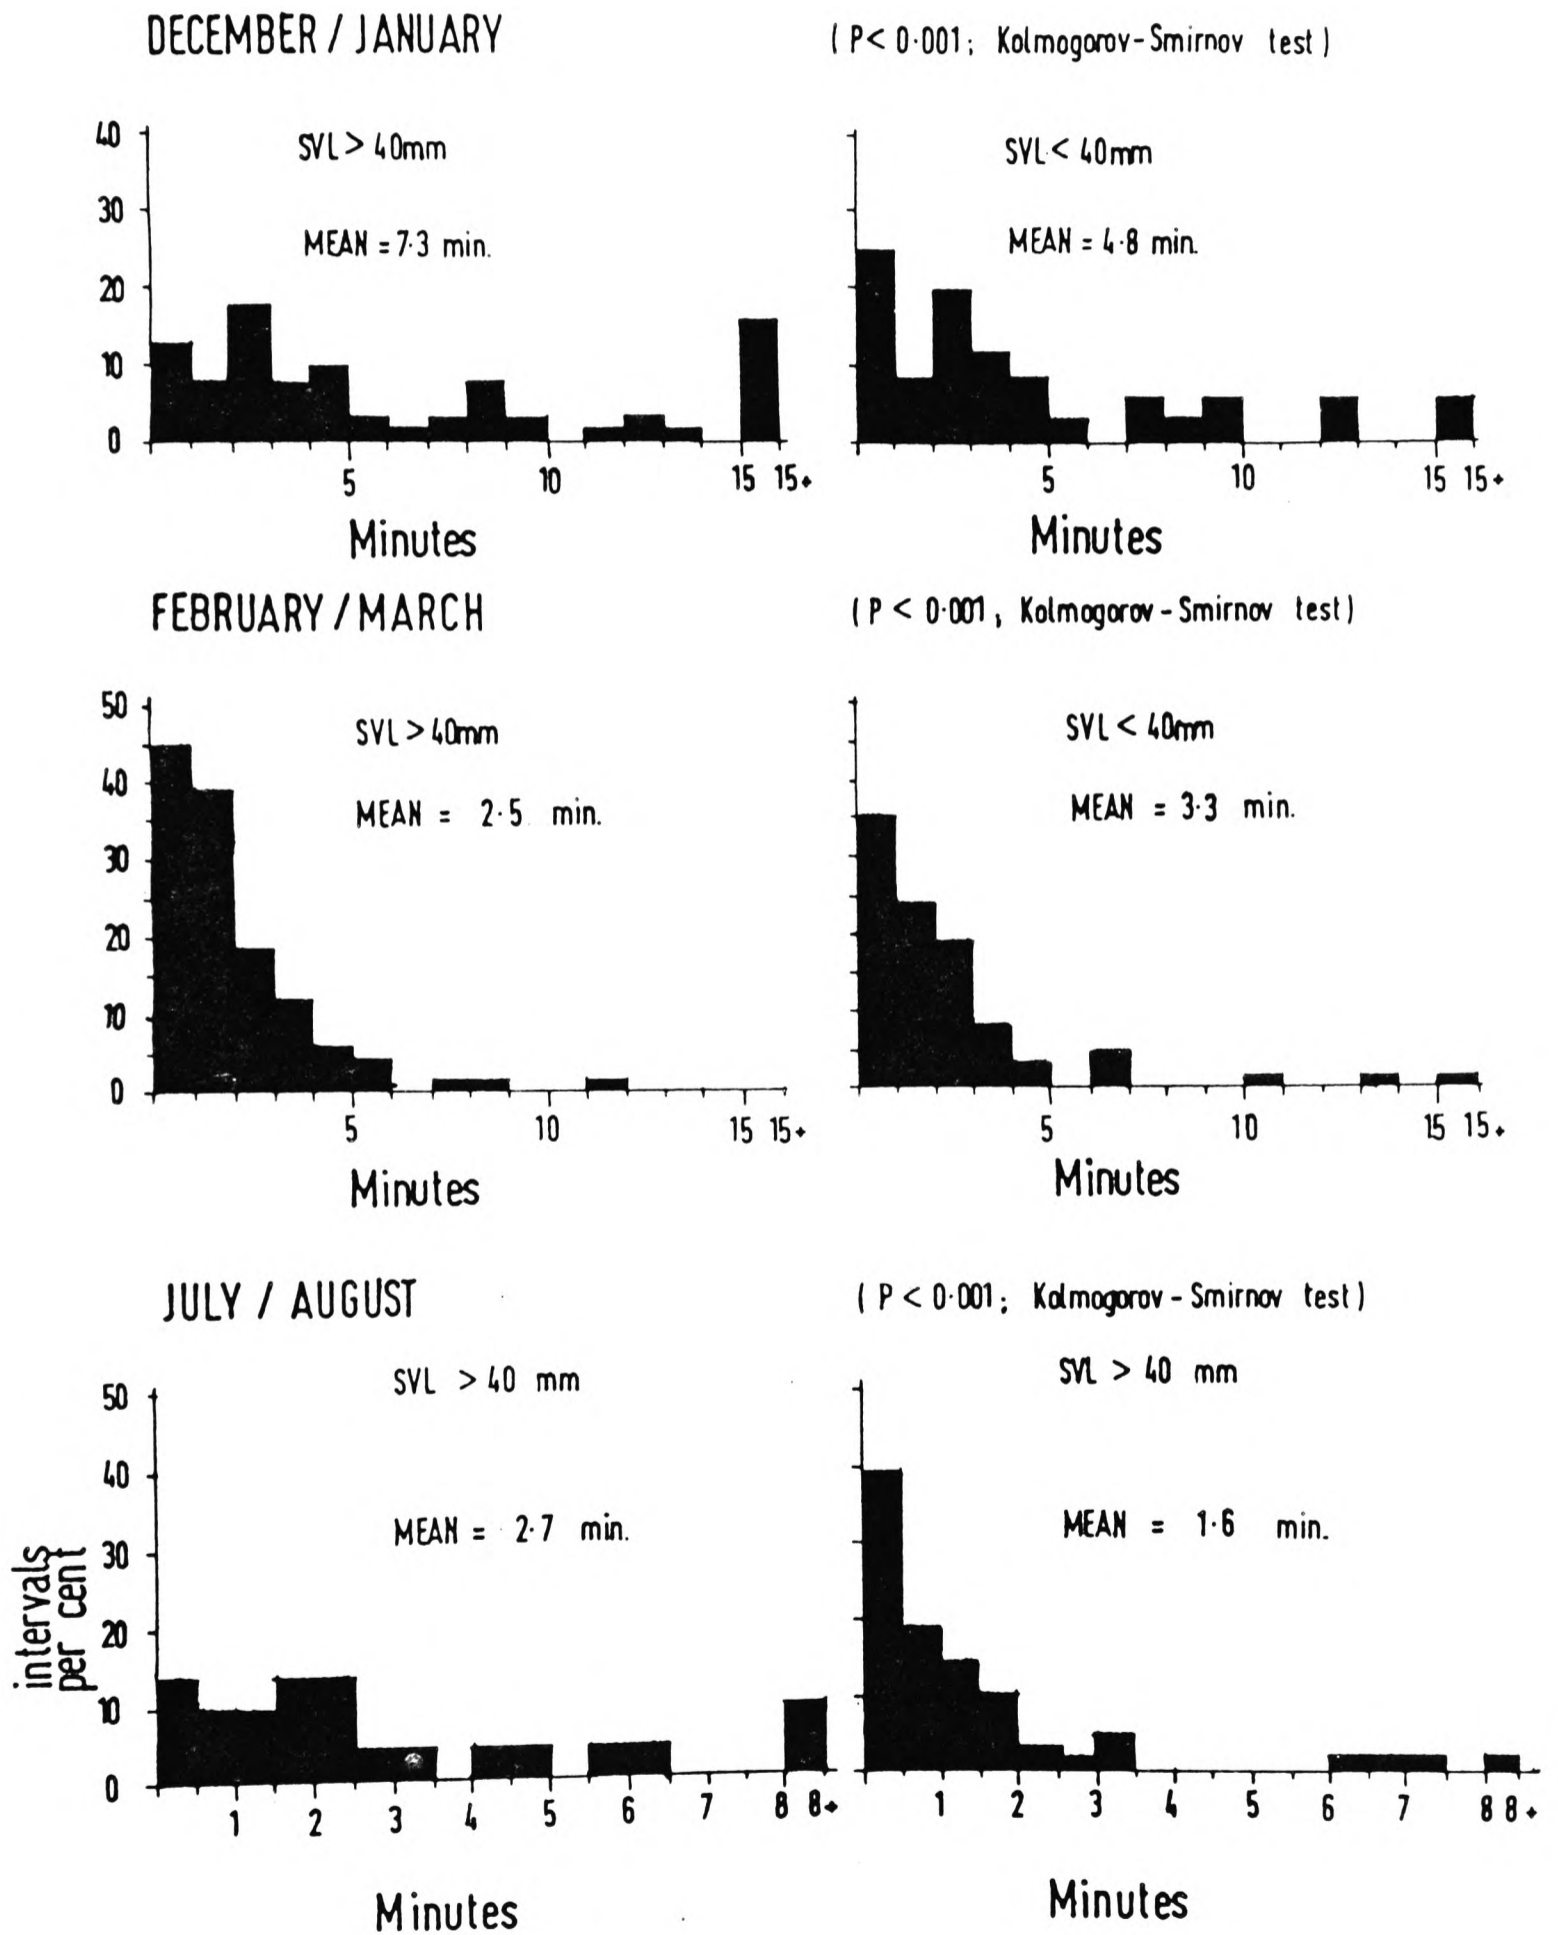 DECEMBER / JANUARY
( P< 0·001; Kolmogorov-Smirnov test )
SVL > 40mm
MEAN = 7·3 min.
40
30
20
10
0
5 10 15 15+
Minutes
SVL < 40mm
MEAN = 4·8 min.
5 10 15 15+
Minutes
FEBRUARY / MARCH
( P < 0·001, Kolmogorov - Smirnov test )
SVL > 40mm
MEAN = 2·5 min.
50
40
30
20
10
0
5 10 15 15+
Minutes
SVL < 40mm
MEAN = 3·3 min.
5 10 15 15+
Minutes
JULY / AUGUST
( P < 0·001; Kolmogorov - Smirnov test )
SVL > 40 mm
MEAN = 2·7 min.
intervals
per cent
50
40
30
20
10
0
1 2 3 4 5 6 7 8 8+
Minutes
SVL > 40 mm
MEAN = 1·6 min.
1 2 3 4 5 6 7 8 8+
Minutes